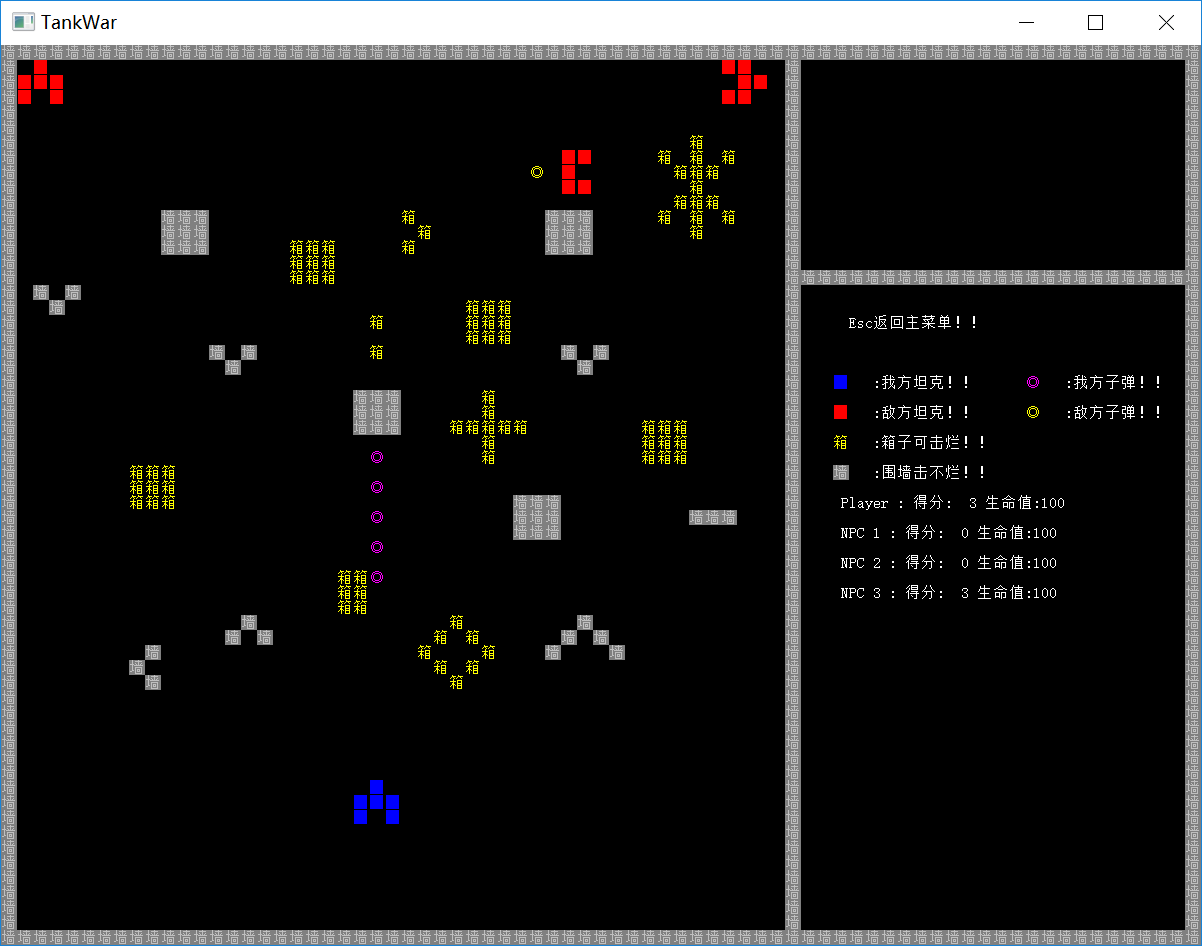 TankWar
Esc返回主菜单！！
:我方坦克！！ :我方子弹！！
:敌方坦克！！ :敌方子弹！！
箱 :箱子可击烂！！
墙 :围墙击不烂！！
Player : 得分: 3 生命值:100
NPC 1 : 得分: 0 生命值:100
NPC 2 : 得分: 0 生命值:100
NPC 3 : 得分: 3 生命值:100